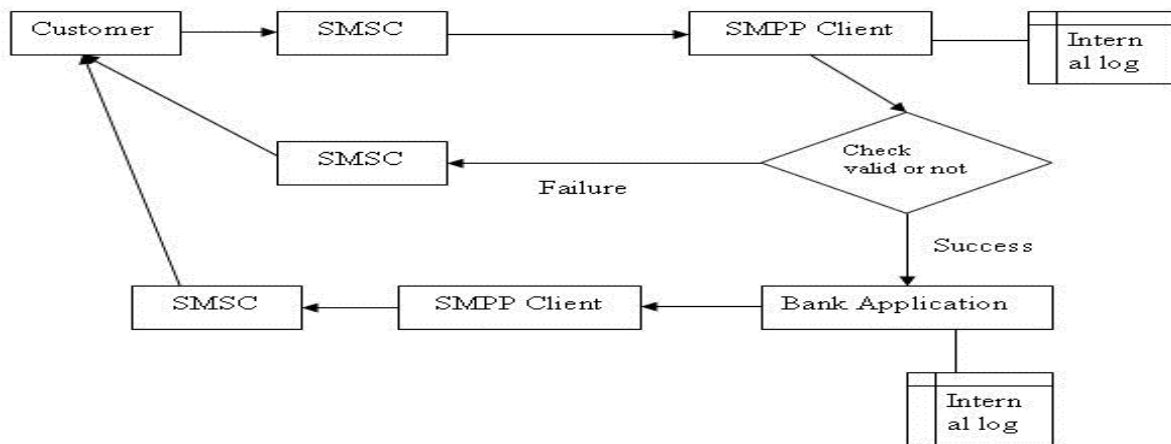 Customer
SMSC
SMPP Client
Intern
al log
SMSC
Check
valid or not
Failure
Success
SMSC
SMPP Client
Bank Application
Intern
al log